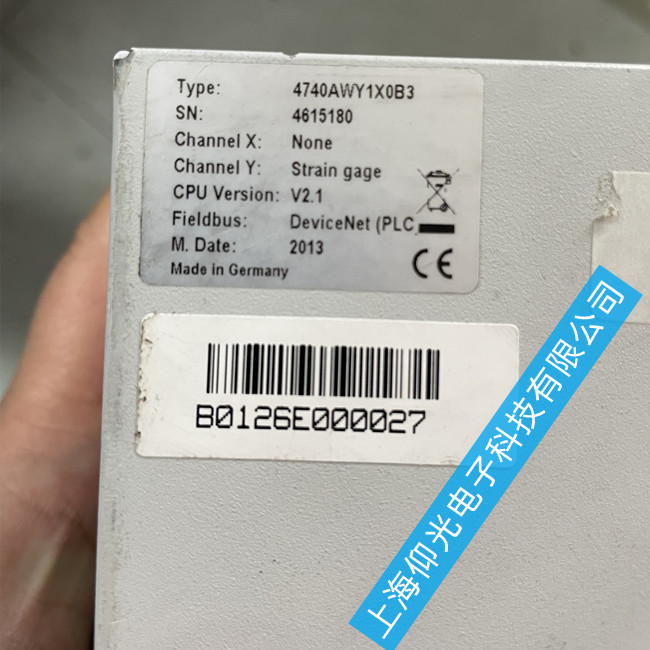 Type: 4740AWY1X0B3
SN: 4615180
Channel X: None
Channel Y: Strain gage
CPU Version: V2.1
Fieldbus: DeviceNet (PLC
M. Date: 2013
Made in Germany
CE
B0126E000027
上海仰光电子科技有限公司